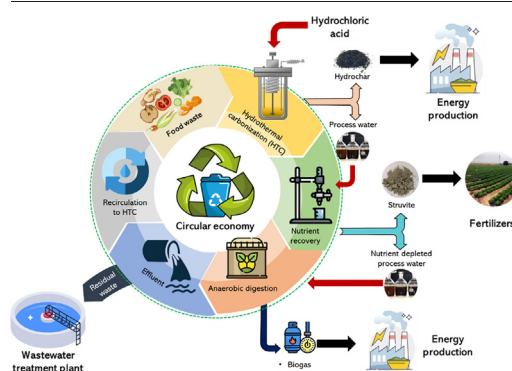 Hydrochloric
acid
Hydrochar
Energy
production
Food waste
Hydrothermal
carbonization (HTC)
Process water
Recirculation
to HTC
Circular economy
Nutrient
recovery
Struvite
Fertilizers
Nutrient depleted
process water
Anaerobic digestion
Effluent
Residual
waste
Wastewater
treatment plant
• Biogas
Energy
production